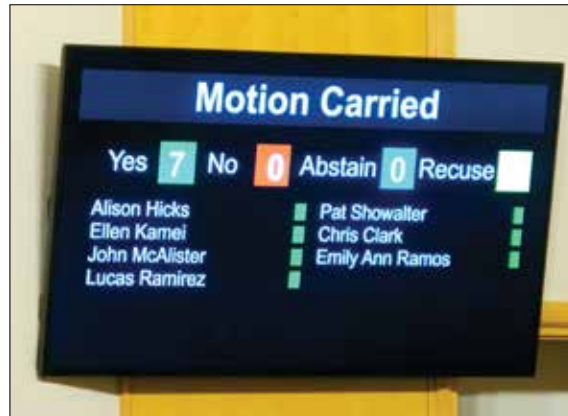 Motion Carried
Yes 7 No 0 Abstain 0 Recuse
Alison Hicks
Ellen Kamei
John McAlister
Lucas Ramirez
Pat Showalter
Chris Clark
Emily Ann Ramos